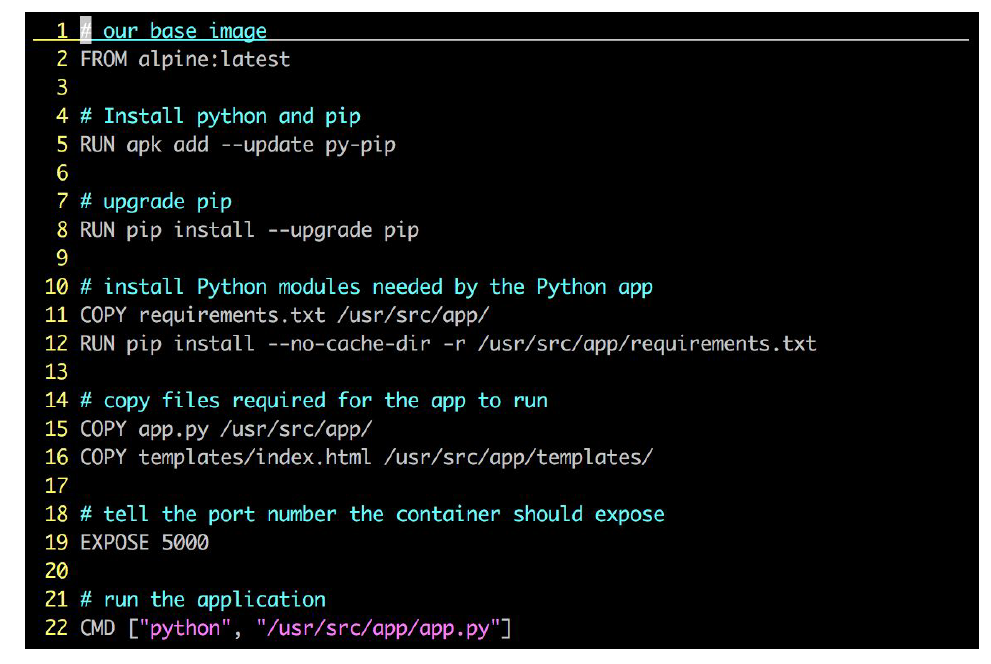 1 # our base image
2 FROM alpine:latest
3
4 # Install python and pip
5 RUN apk add --update py-pip
6
7 # upgrade pip
8 RUN pip install --upgrade pip
9
10 # install Python modules needed by the Python app
11 COPY requirements.txt /usr/src/app/
12 RUN pip install --no-cache-dir -r /usr/src/app/requirements.txt
13
14 # copy files required for the app to run
15 COPY app.py /usr/src/app/
16 COPY templates/index.html /usr/src/app/templates/
17
18 # tell the port number the container should expose
19 EXPOSE 5000
20
21 # run the application
22 CMD ["python", "/usr/src/app/app.py"]